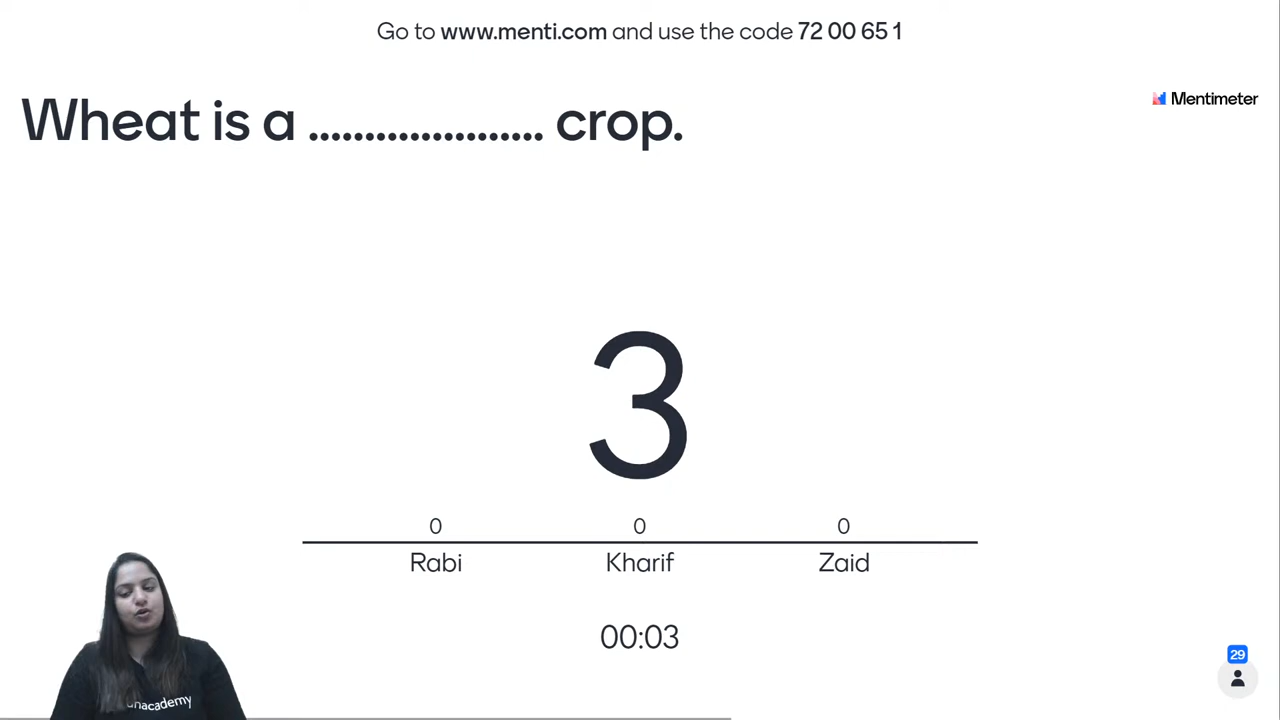 Go to www.menti.com and use the code 72 00 65 1
Mentimeter
Wheat is a ..................... crop.
3
0 0 0
Rabi Kharif Zaid
00:03
29